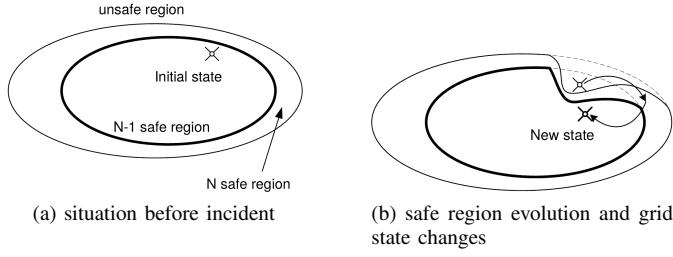 unsafe region
Initial state
N-1 safe region
N safe region
(a) situation before incident
New state
(b) safe region evolution and grid
state changes